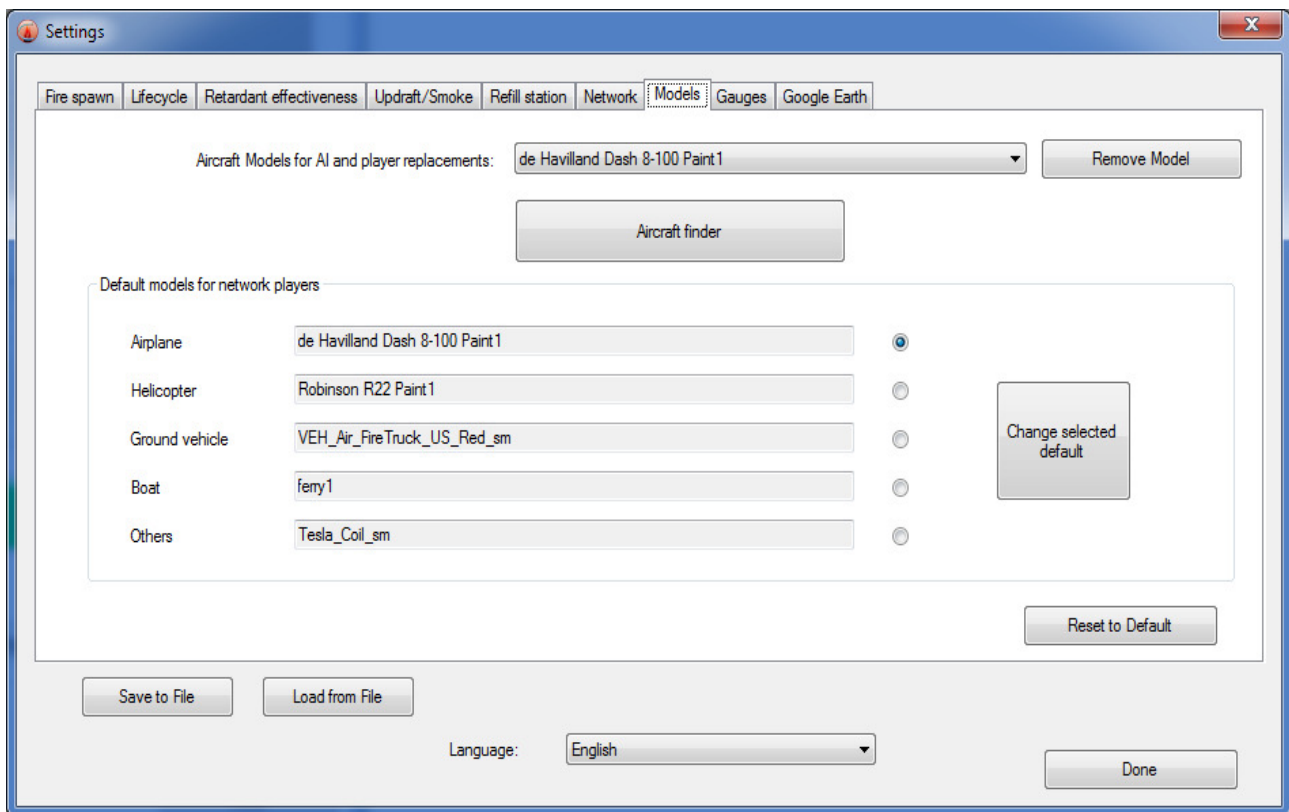 Settings
Fire spawn Lifecycle Retardant effectiveness Updraft/Smoke Refill station Network Models Gauges Google Earth
Aircraft Models for AI and player replacements: de Havilland Dash 8-100 Paint1 Remove Model
Aircraft finder
Default models for network players
Airplane de Havilland Dash 8-100 Paint1
Helicopter Robinson R22 Paint1
Ground vehicle VEH_Air_FireTruck_US_Red_sm
Change selected
default
Boat ferry1
Others Tesla_Coil_sm
Reset to Default
Save to File Load from File
Language: English
Done